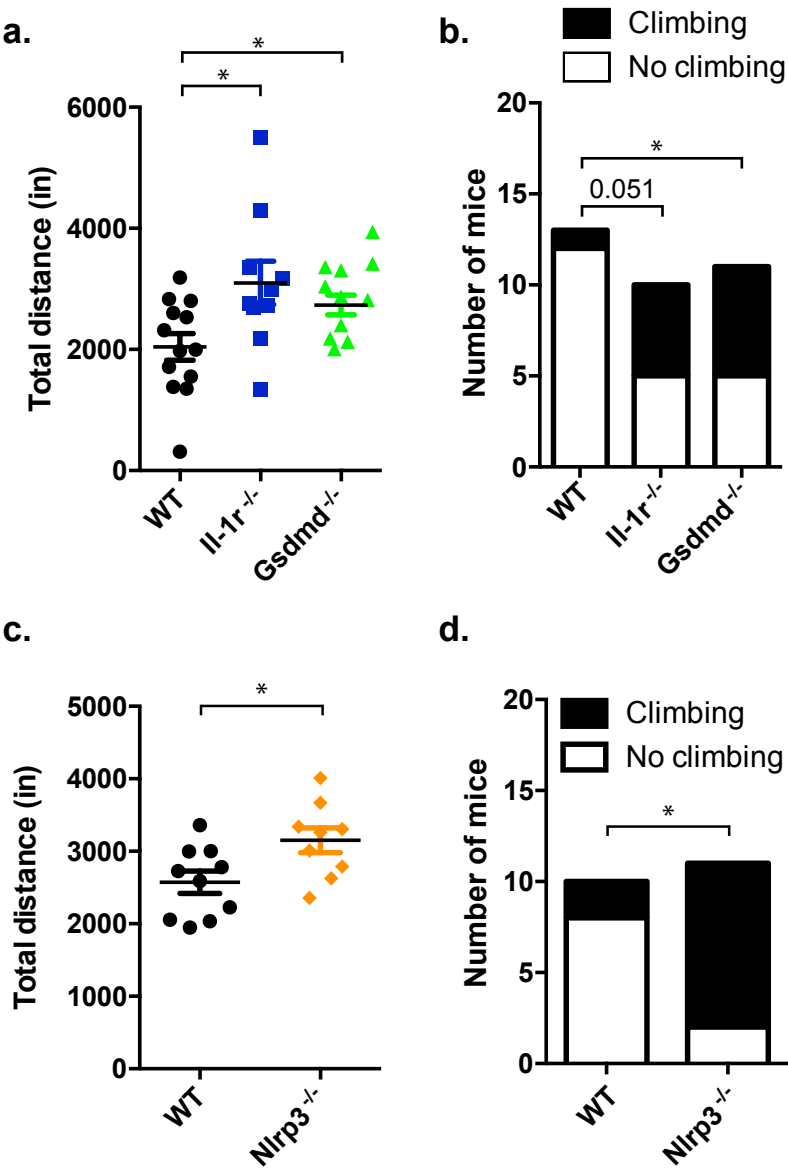 a.
*
*
6000
4000
2000
0
Total distance (in)
WT
Il-1r -/-
Gsdmd -/-
b.
Climbing
No climbing
20
15
10
5
0
Number of mice
*
0.051
WT
Il-1r -/-
Gsdmd -/-
c.
*
5000
4000
3000
2000
1000
0
Total distance (in)
WT
Nlrp3 -/-
d.
Climbing
No climbing
20
15
10
5
0
Number of mice
*
WT
Nlrp3 -/-